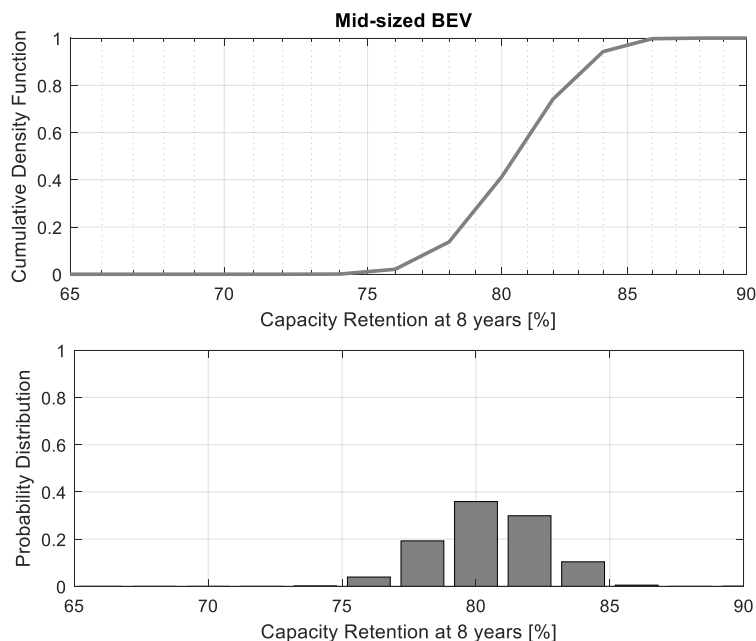 Mid-sized BEV
Cumulative Density Function
1
0.8
0.6
0.4
0.2
0
65 70 75 80 85 90
Capacity Retention at 8 years [%]
Probability Distribution
1
0.8
0.6
0.4
0.2
0
65 70 75 80 85 90
Capacity Retention at 8 years [%]